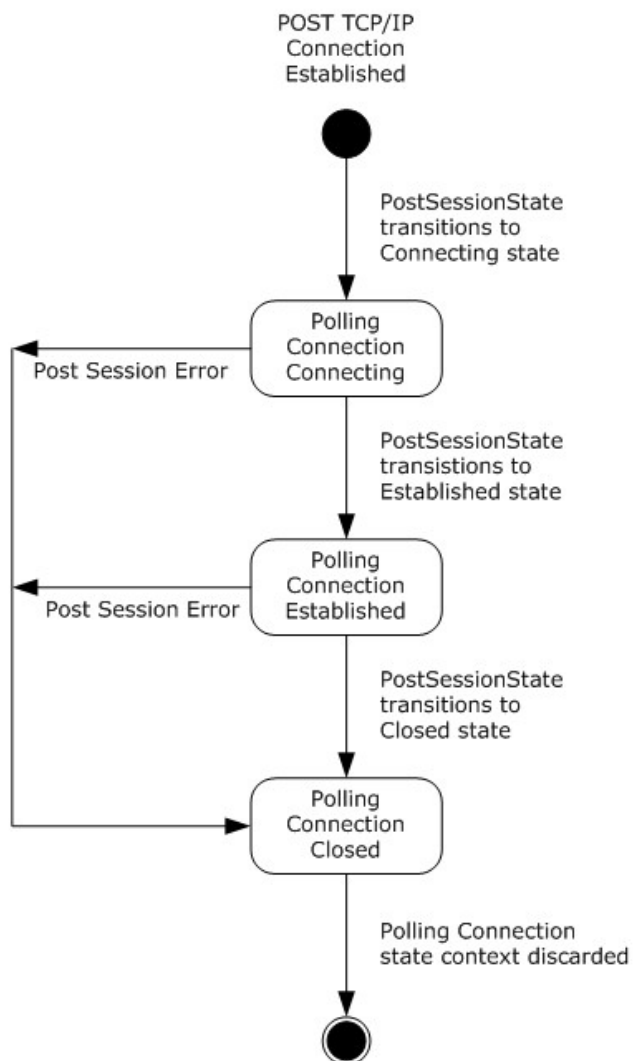 POST TCP/IP
Connection
Established
PostSessionState
transitions to
Connecting state
Polling
Connection
Connecting
Post Session Error
PostSessionState
transistions to
Established state
Polling
Connection
Established
Post Session Error
PostSessionState
transitions to
Closed state
Polling
Connection
Closed
Polling Connection
state context discarded